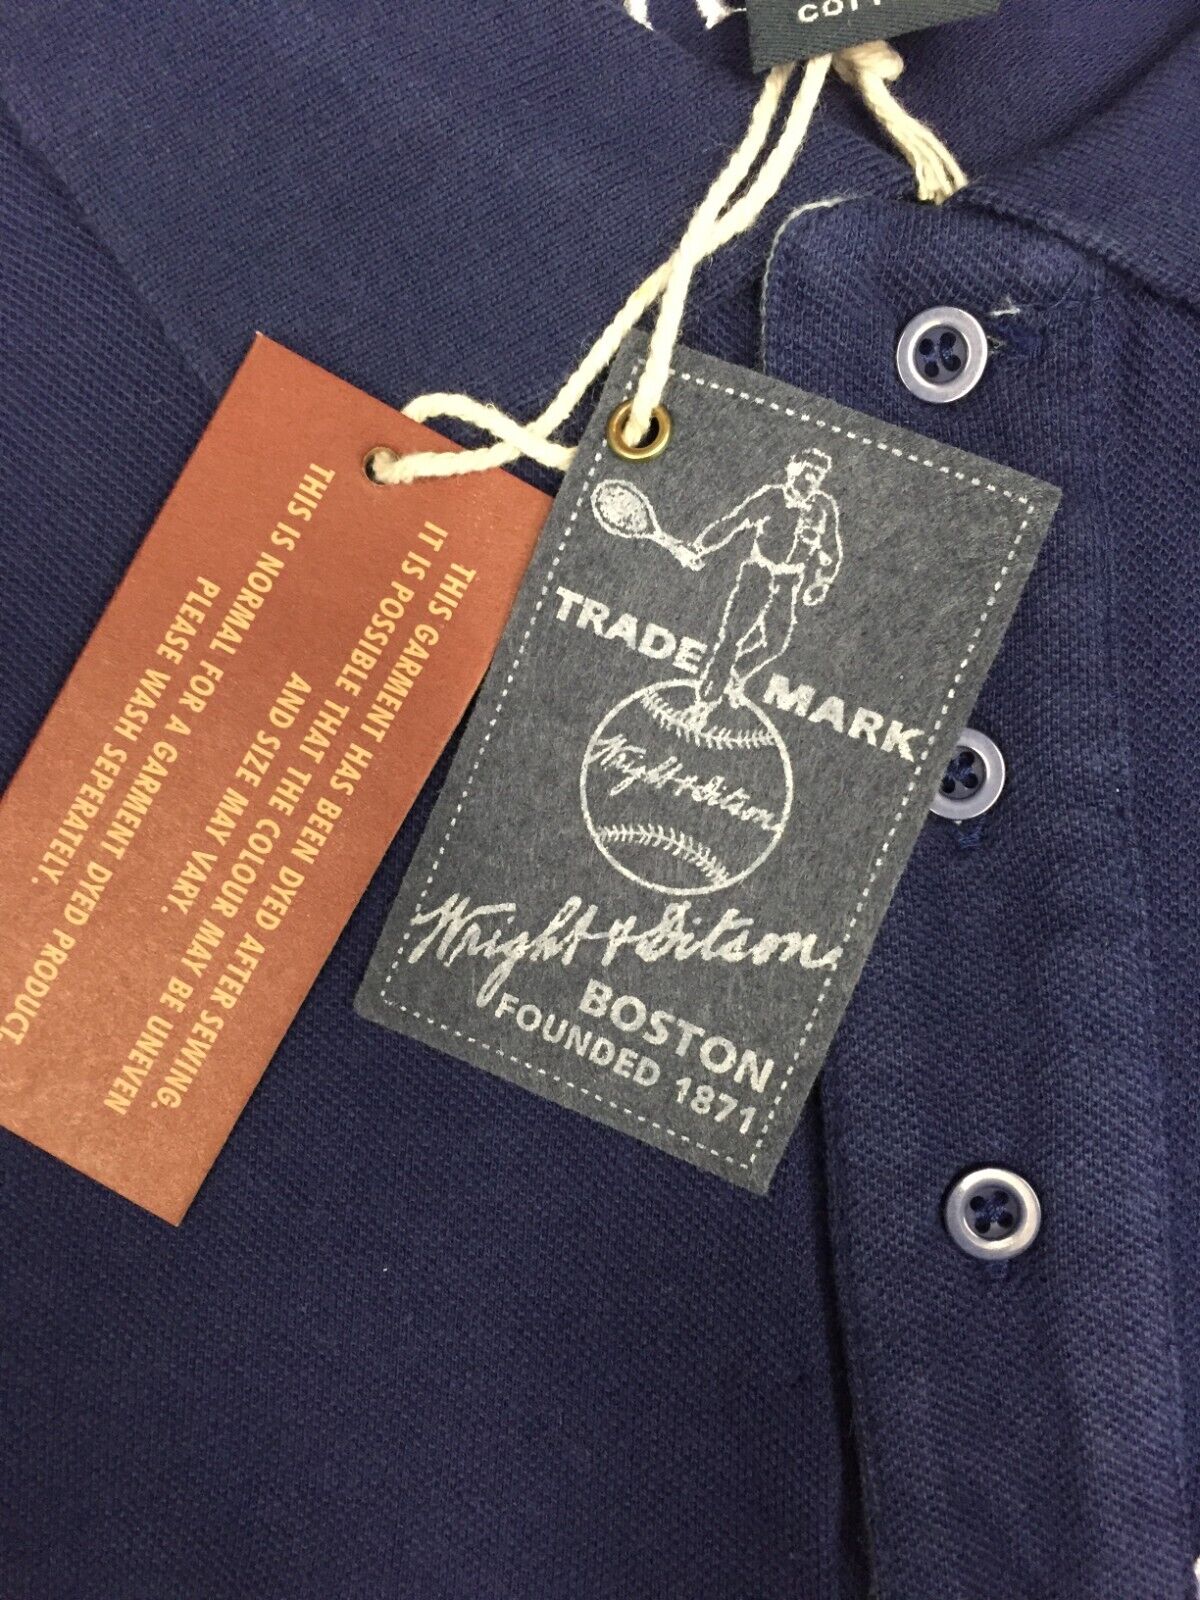 COTT
THIS GARMENT HAS BEEN DYED AFTER SEWING.
IT IS POSSIBLE THAT THE COLOUR MAY BE UNEVEN
AND SIZE MAY VARY.
THIS IS NORMAL FOR A GARMENT DYED PRODUCT.
PLEASE WASH SEPERATELY.
TRADE MARK
Wright & Ditson
Wright & Ditson
BOSTON
FOUNDED 1871